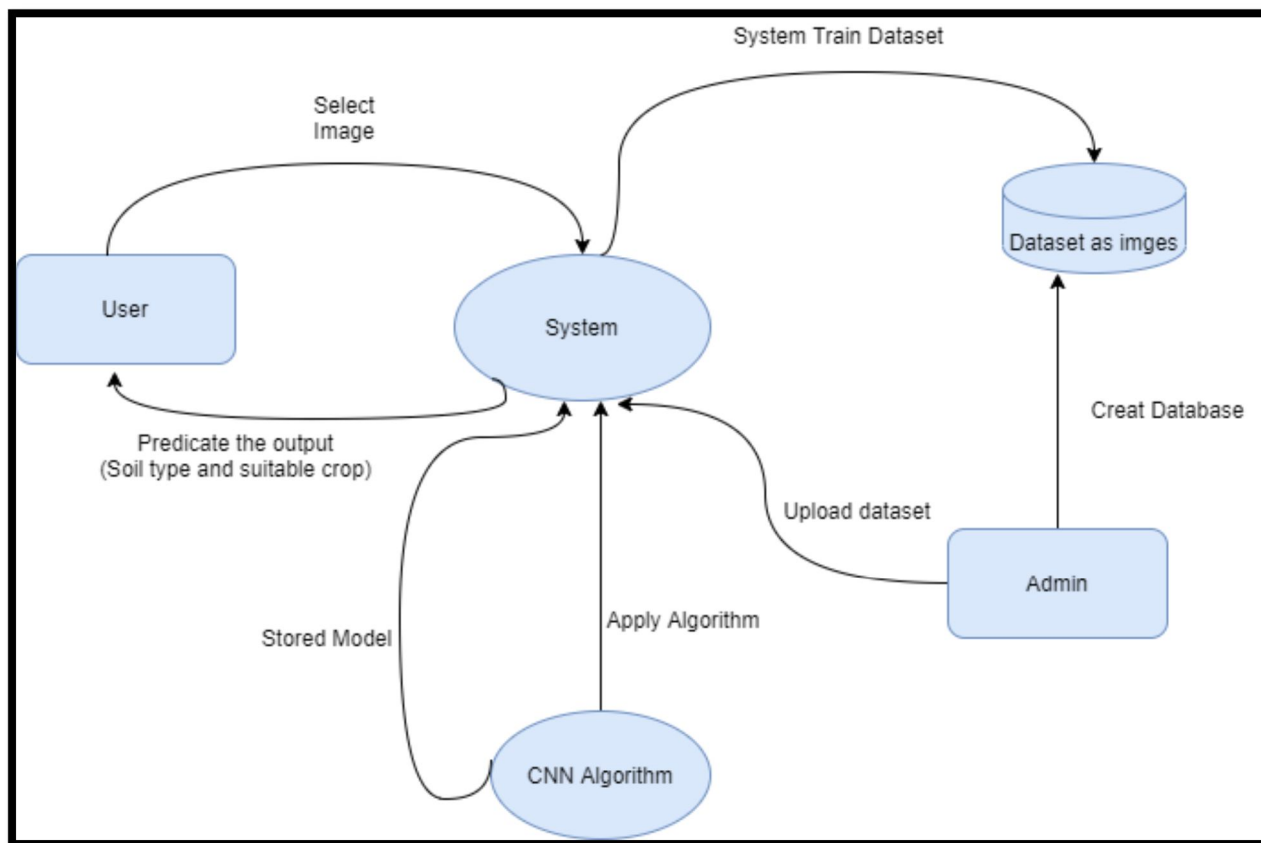 System Train Dataset
Select
Image
Dataset as imges
User
System
Creat Database
Predicate the output
(Soil type and suitable crop)
Upload dataset
Admin
Apply Algorithm
Stored Model
CNN Algorithm